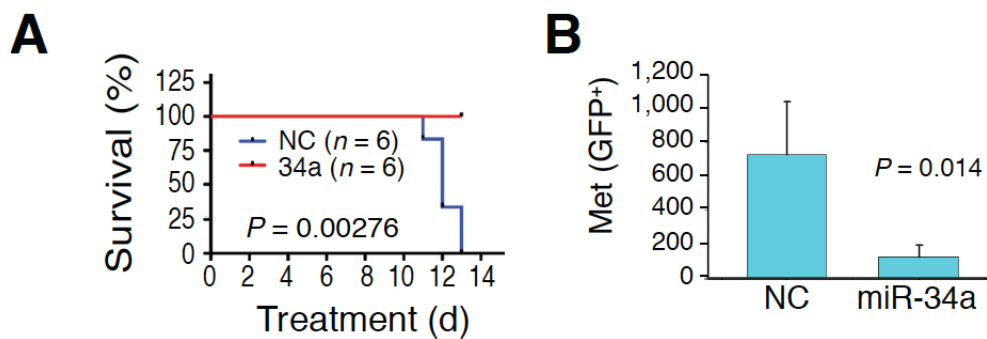 A
Survival (%)
125
100
75
50
25
0
NC (n = 6)
34a (n = 6)
P = 0.00276
0 2 4 6 8 10 12 14
Treatment (d)
B
Met (GFP⁺)
1,200
1,000
800
600
400
200
0
P = 0.014
NC miR-34a